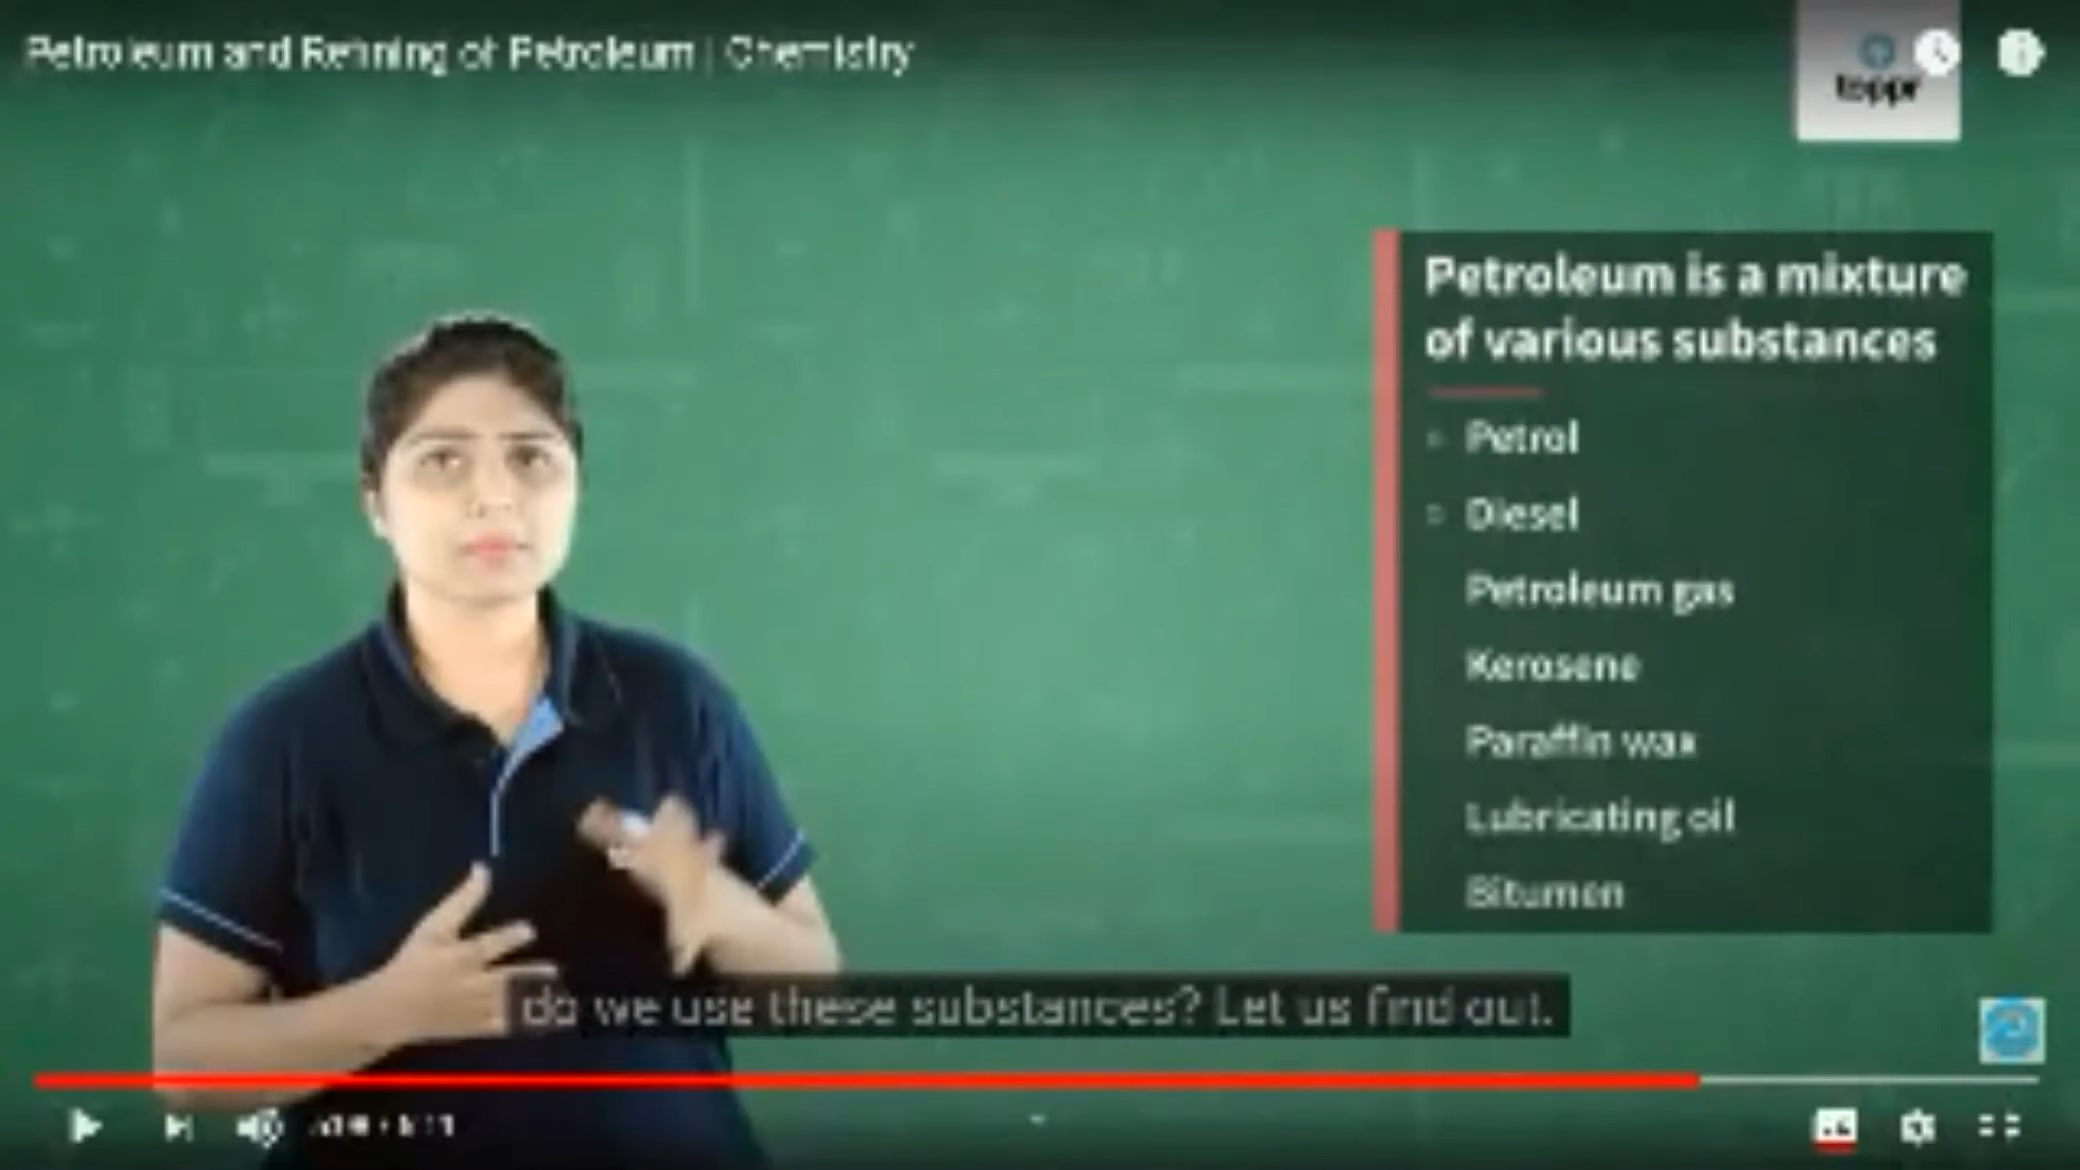 Petroleum and Refining of Petroleum | Chemistry
toppr
Petroleum is a mixture
of various substances
Petrol
Diesel
Petroleum gas
Kerosene
Paraffin wax
Lubricating oil
Bitumen
do we use these substances? Let us find out.